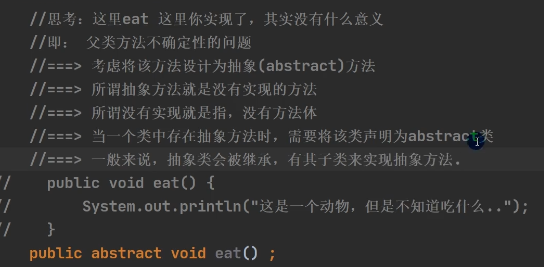 //思考：这里eat 这里你实现了，其实没有什么意义
//即： 父类方法不确定性的问题
//===> 考虑将该方法设计为抽象(abstract)方法
//===> 所谓抽象方法就是没有实现的方法
//===> 所谓没有实现就是指，没有方法体
//===> 当一个类中存在抽象方法时，需要将该类声明为abstract类
//===> 一般来说，抽象类会被继承，有其子类来实现抽象方法.
//    public void eat() {
//        System.out.println("这是一个动物，但是不知道吃什么..");
//    }
public abstract void eat() ;